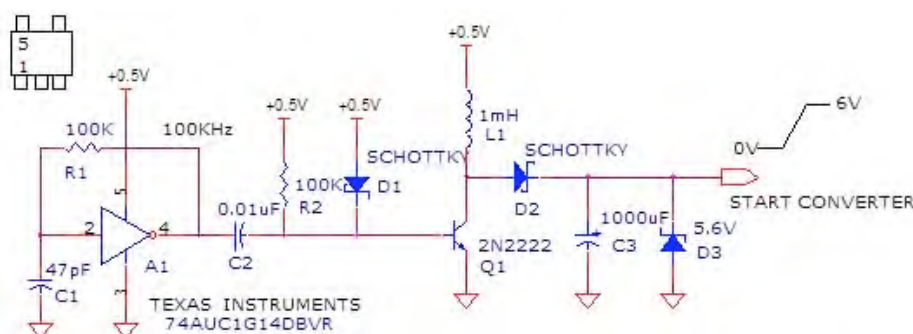 5
1
+0.5V
100K
R1
100KHz
5
2
4
3
A1
47pF
C1
TEXAS INSTRUMENTS
74AUC1G14DBVR
0.01uF
C2
+0.5V
100K
R2
+0.5V
SCHOTTKY
D1
+0.5V
1mH
L1
SCHOTTKY
D2
2N2222
Q1
1000uF
C3
5.6V
D3
0V
6V
START CONVERTER